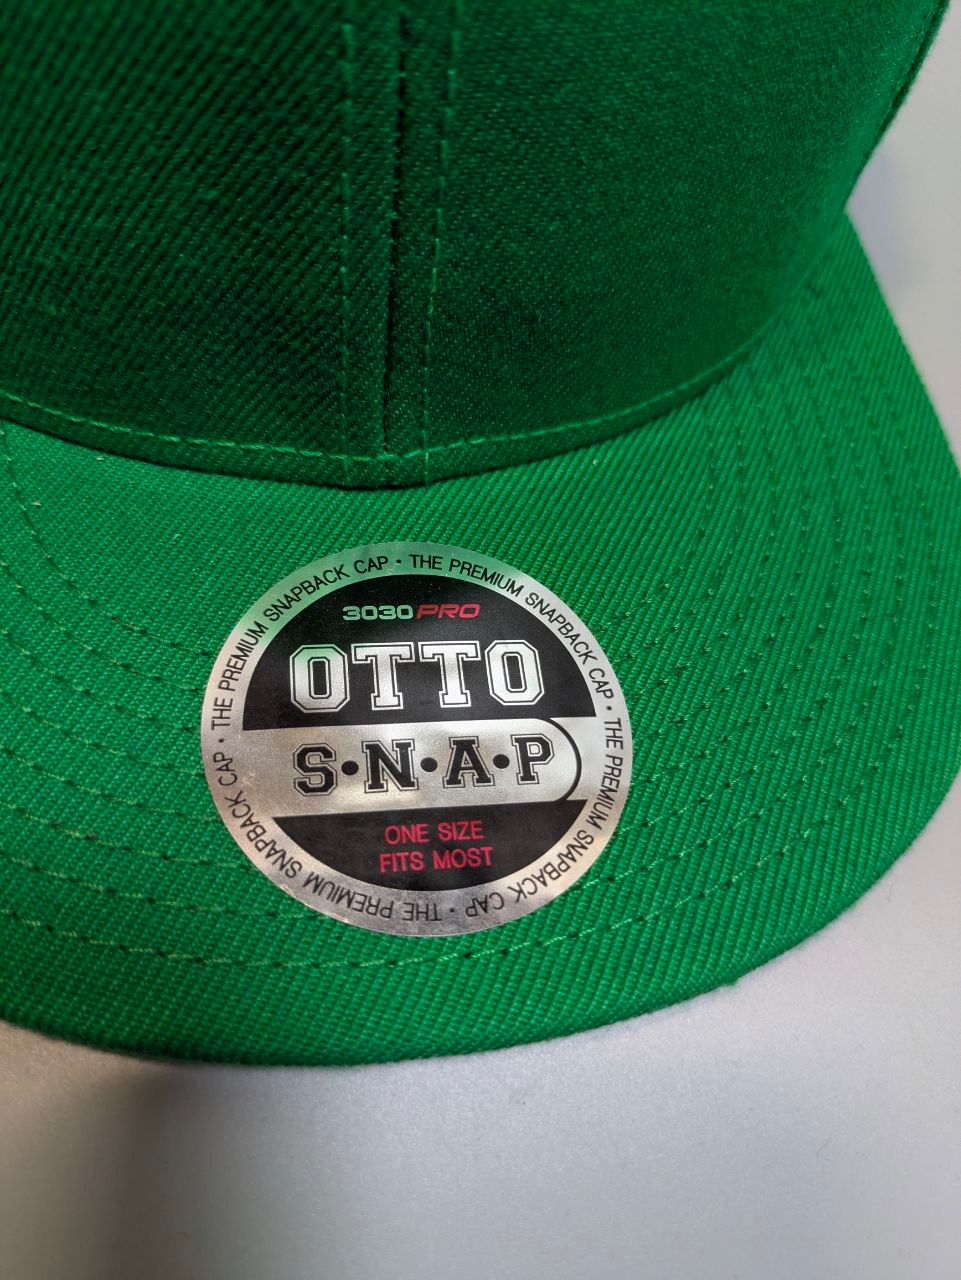 THE PREMIUM SNAPBACK CAP · THE PREMIUM SNAPBACK CAP · THE PREMIUM SNAPBACK CAP · THE PREMIUM SNAPBACK CAP ·
3030PRO
OTTO
S•N•A•P
ONE SIZE
FITS MOST